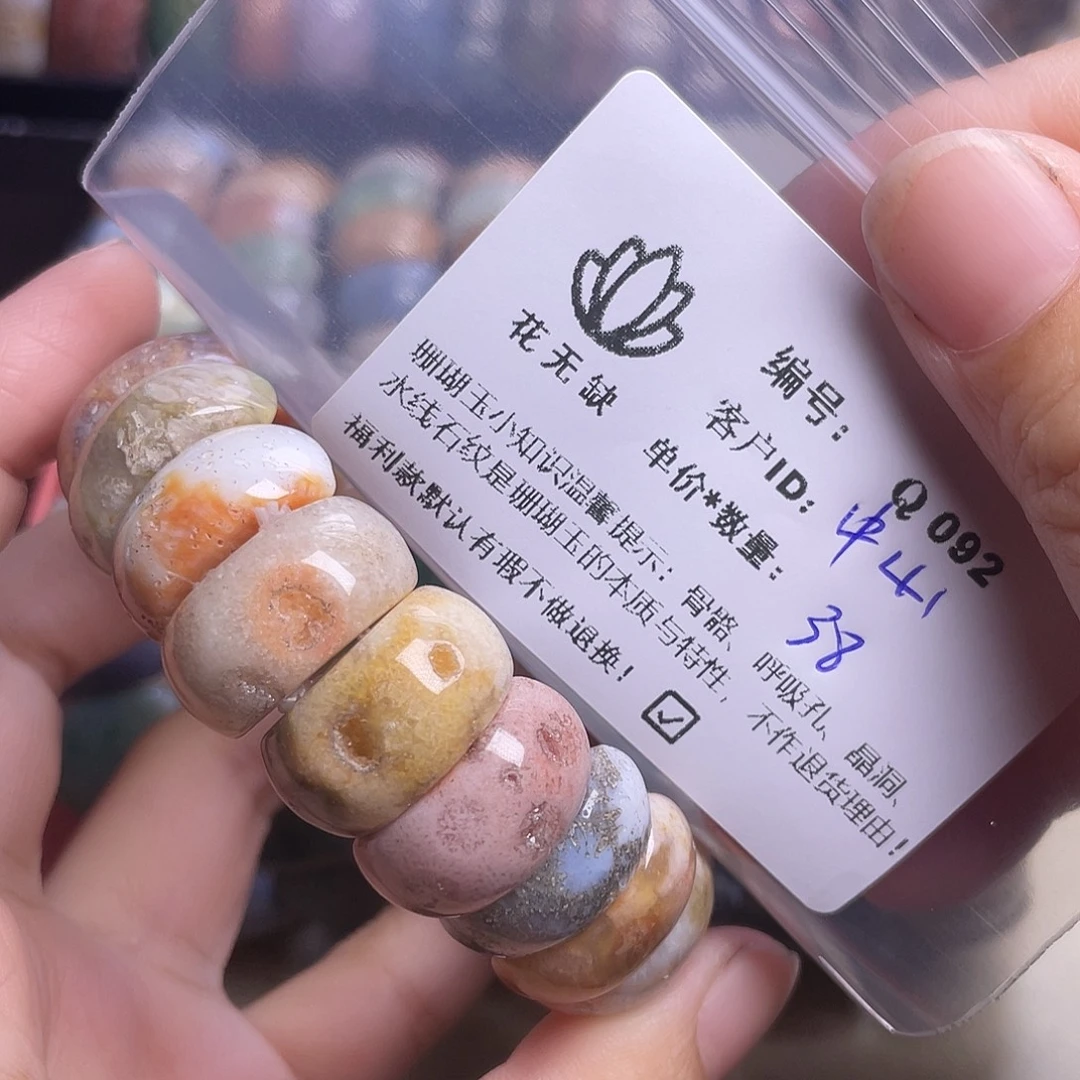 花无缺
编号: Q092
客户ID: 中41
单价*数量: 38
珊瑚玉小知识温馨提示: 骨骼、呼吸孔、晶洞、
水线石纹是珊瑚玉的本质与特性, 不作退货理由!
福利款默认有瑕不做退换! ☑